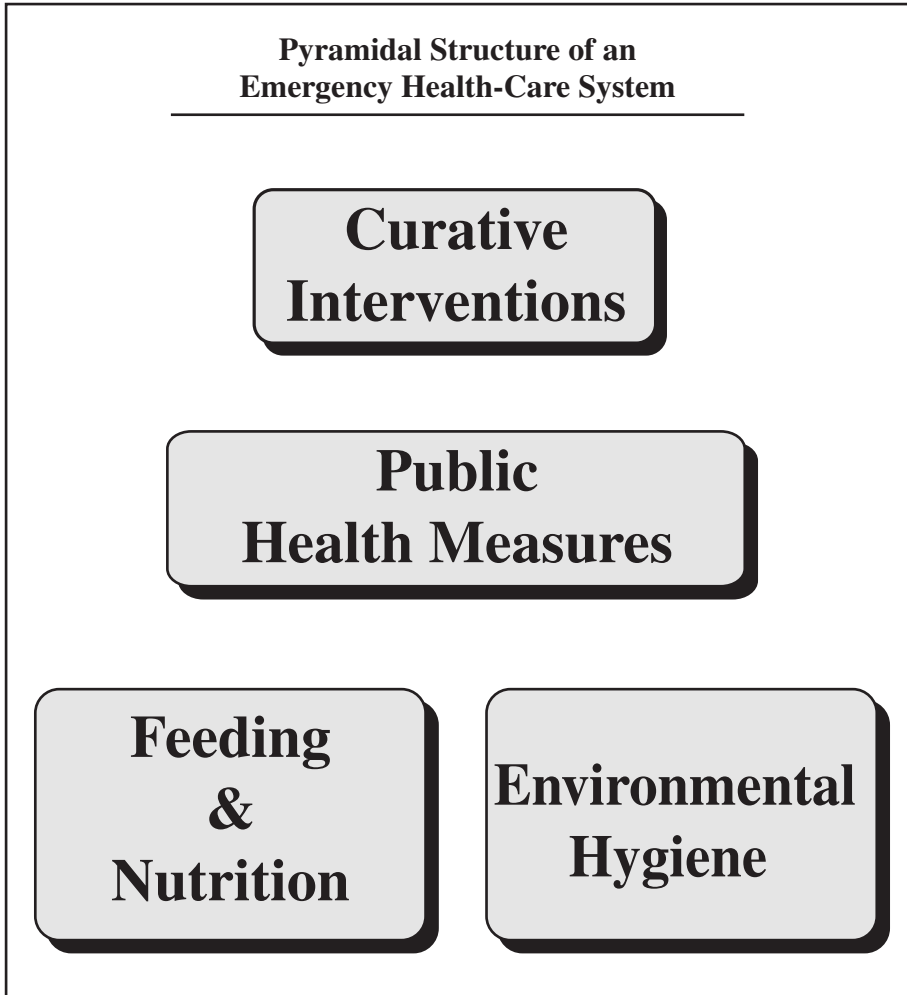 Pyramidal Structure of an
Emergency Health-Care System
Curative
Interventions
Public
Health Measures
Feeding
&
Nutrition
Environmental
Hygiene